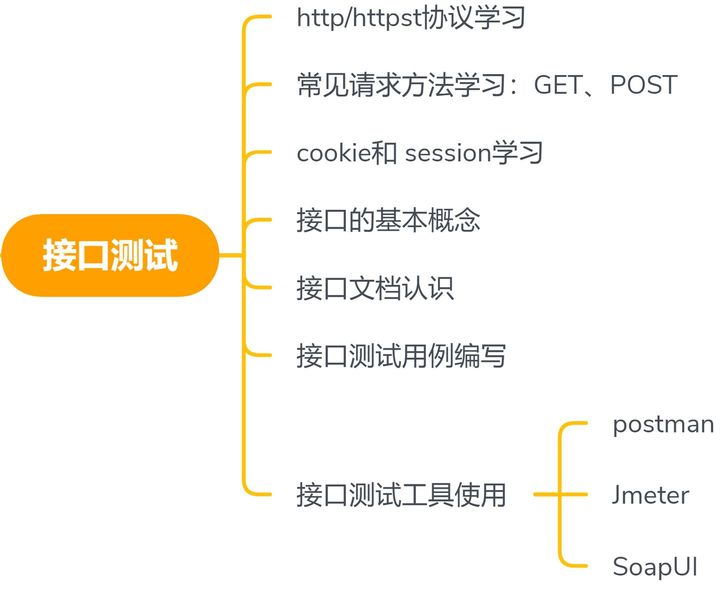 http/httpst协议学习
常见请求方法学习：GET、POST
cookie和 session学习
接口的基本概念
接口测试
接口文档认识
接口测试用例编写
postman
接口测试工具使用
Jmeter
SoapUI